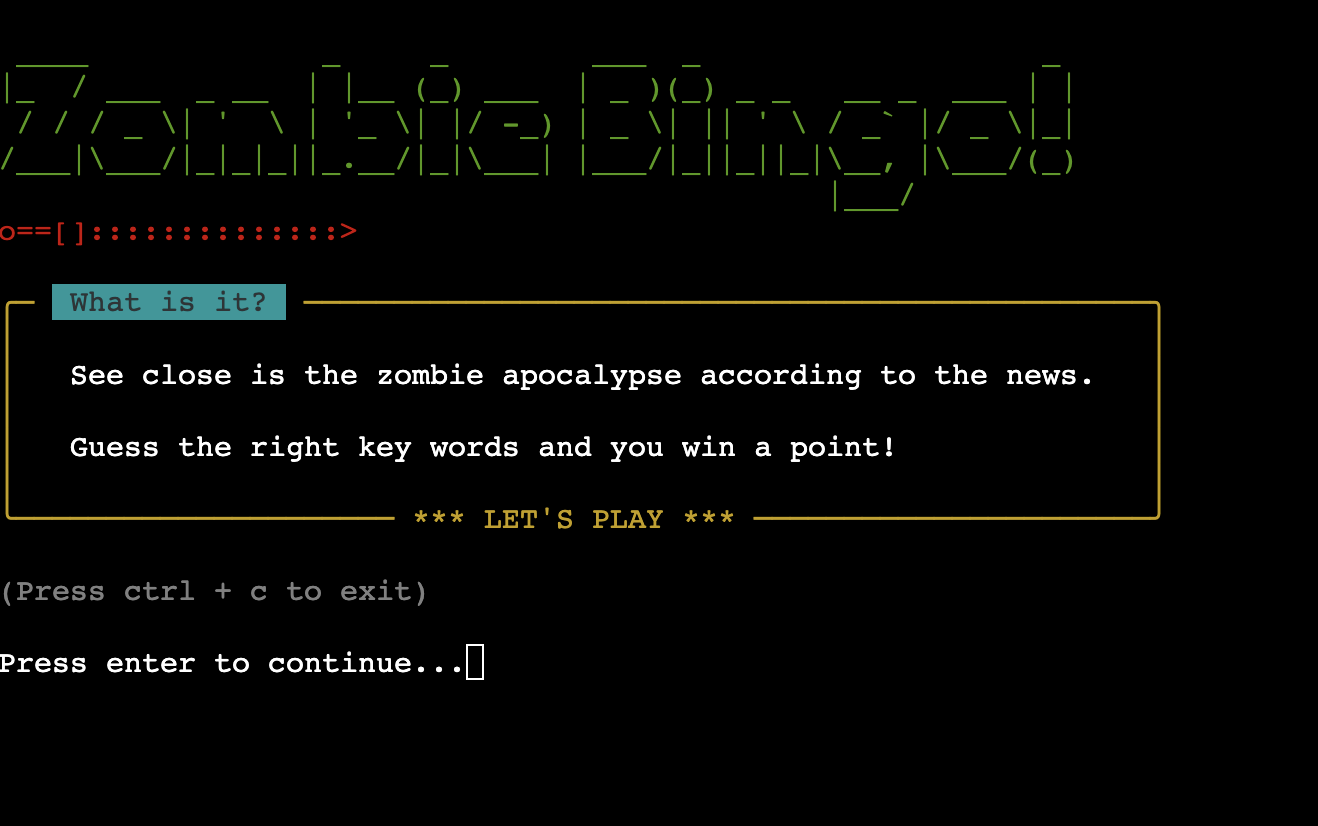 Zombie Bingo!
o==[]::::::::::::::>
What is it?
See close is the zombie apocalypse according to the news.
Guess the right key words and you win a point!
*** LET'S PLAY ***
(Press ctrl + c to exit)
Press enter to continue...